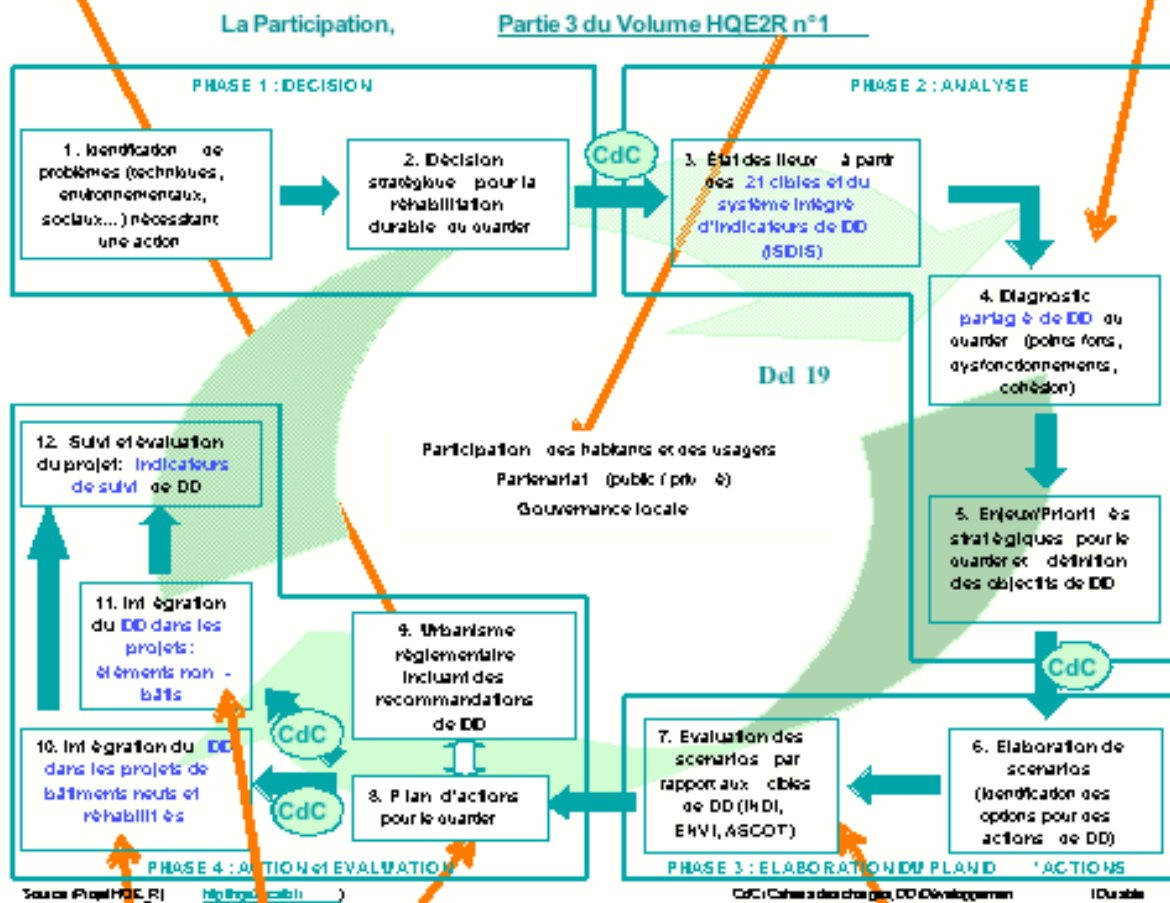 La Participation, Partie 3 du Volume HQE2R n°1
PHASE 1 : DECISION
1. Identification de
problèmes (techniques,
environnementaux,
sociaux...) nécessitant
une action
2. Décision
stratégique pour la
réhabilitation
durable du quartier
CdC
PHASE 2 : ANALYSE
3. État des lieux à partir
des 21 cibles et du
système intégré
d'indicateurs de DD
(ISDIS)
4. Diagnostic
partagé de DD du
quartier (points forts,
dysfonctionnements,
cohésion)
Del 19
Participation des habitants et des usagers
Partenariat (public / privé)
Gouvernance locale
5. Enjeux/Priorités
stratégiques pour le
quartier et définition
des objectifs de DD
CdC
6. Elaboration de
scenarios
(identification des
options pour des
actions de DD)
7. Evaluation des
scenarios par
rapport aux cibles
de DD (INDI,
ENVI, ASCOT)
PHASE 3 : ELABORATION DU PLAN D'ACTIONS
8. Plan d'actions
pour le quartier
9. Urbanisme
règlementaire
incluant des
recommandations
de DD
CdC
CdC
10. Intégration du DD
dans les projets de
bâtiments neufs et
réhabilités
11. Intégration
du DD dans les
projets:
éléments non -
bâtis
12. Suivi et évaluation
du projet: indicateurs
de suivi de DD
PHASE 4 : ACTION et EVALUATION
CdC : Cahier des charges, DD : Développement Durable